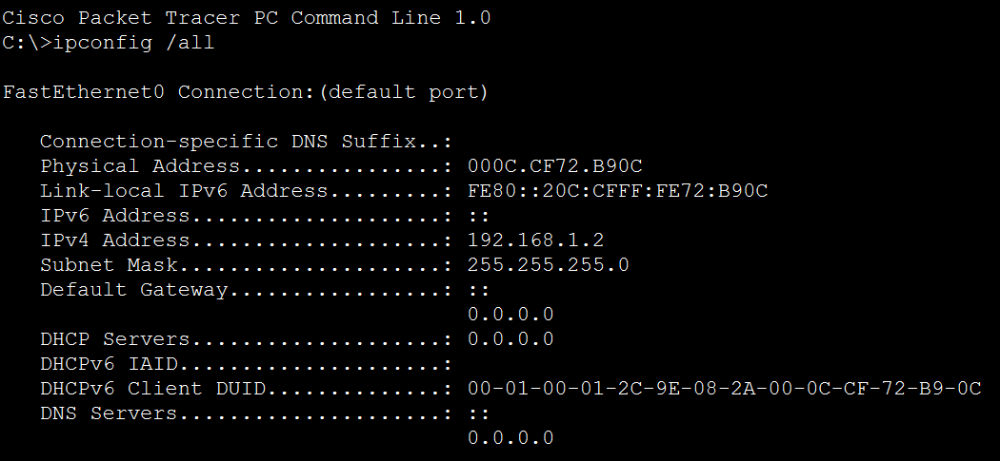 Cisco Packet Tracer PC Command Line 1.0
C:\>ipconfig /all
FastEthernet0 Connection:(default port)
Connection-specific DNS Suffix..:
Physical Address................: 000C.CF72.B90C
Link-local IPv6 Address.........: FE80::20C:CFFF:FE72:B90C
IPv6 Address....................: ::
IPv4 Address....................: 192.168.1.2
Subnet Mask.....................: 255.255.255.0
Default Gateway.................: ::
0.0.0.0
DHCP Servers....................: 0.0.0.0
DHCPv6 IAID.....................:
DHCPv6 Client DUID..............: 00-01-00-01-2C-9E-08-2A-00-0C-CF-72-B9-0C
DNS Servers.....................: ::
0.0.0.0